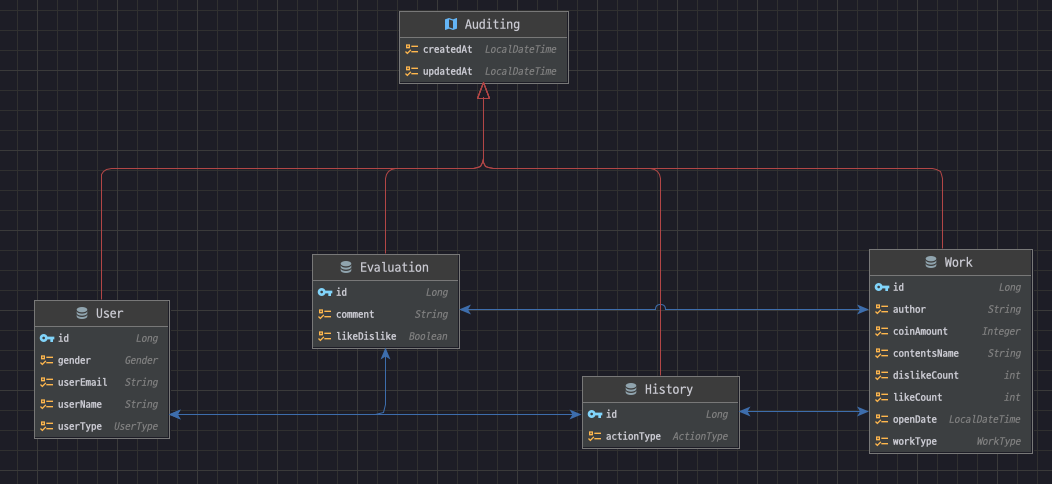 Auditing
createdAt LocalDateTime
updatedAt LocalDateTime
Evaluation
id Long
comment String
likeDislike Boolean
User
id Long
gender Gender
userEmail String
userName String
userType UserType
History
id Long
actionType ActionType
Work
id Long
author String
coinAmount Integer
contentsName String
dislikeCount int
likeCount int
openDate LocalDateTime
workType WorkType